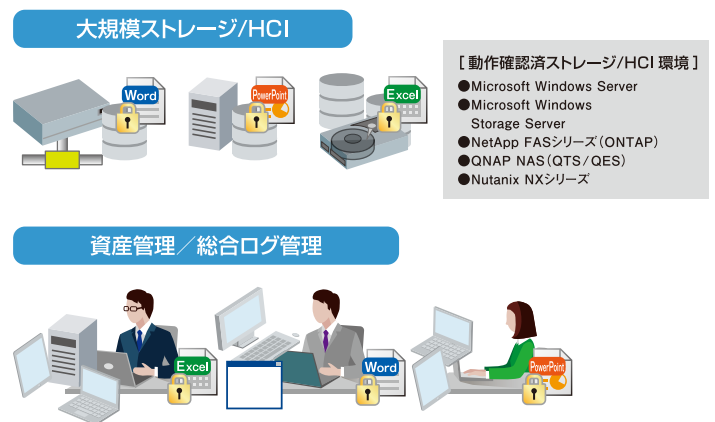 大規模ストレージ/HCI
Word
PowerPoint
Excel
[ 動作確認済ストレージ/HCI 環境 ]
●Microsoft Windows Server
●Microsoft Windows
Storage Server
●NetApp FASシリーズ(ONTAP)
●QNAP NAS(QTS/QES)
●Nutanix NXシリーズ
資産管理／総合ログ管理
Excel
Word
PowerPoint